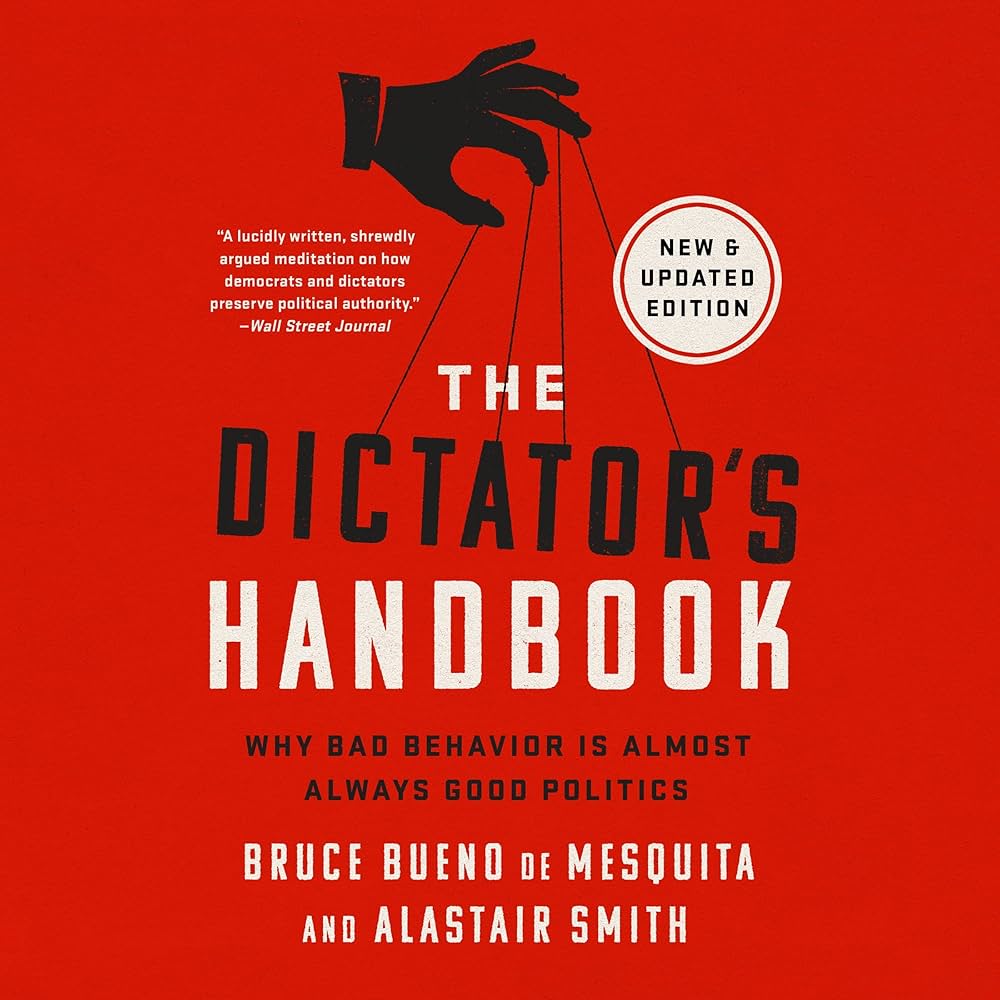 “A lucidly written, shrewdly
argued meditation on how
democrats and dictators
preserve political authority.”
—Wall Street Journal
NEW &
UPDATED
EDITION
THE
DICTATOR’S
HANDBOOK
WHY BAD BEHAVIOR IS ALMOST
ALWAYS GOOD POLITICS
BRUCE BUENO DE MESQUITA
AND ALASTAIR SMITH